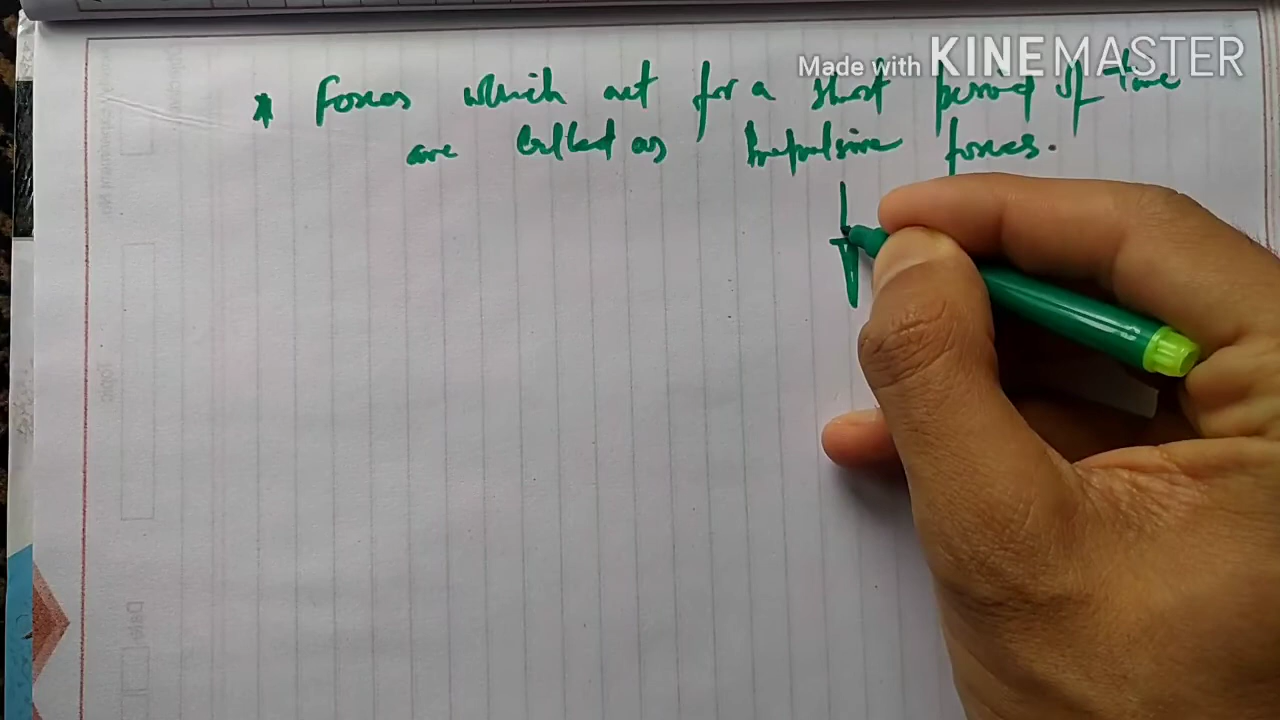 Made with KINEMASTER
* Forces which act for a short period of time
are called as Impulsive forces.